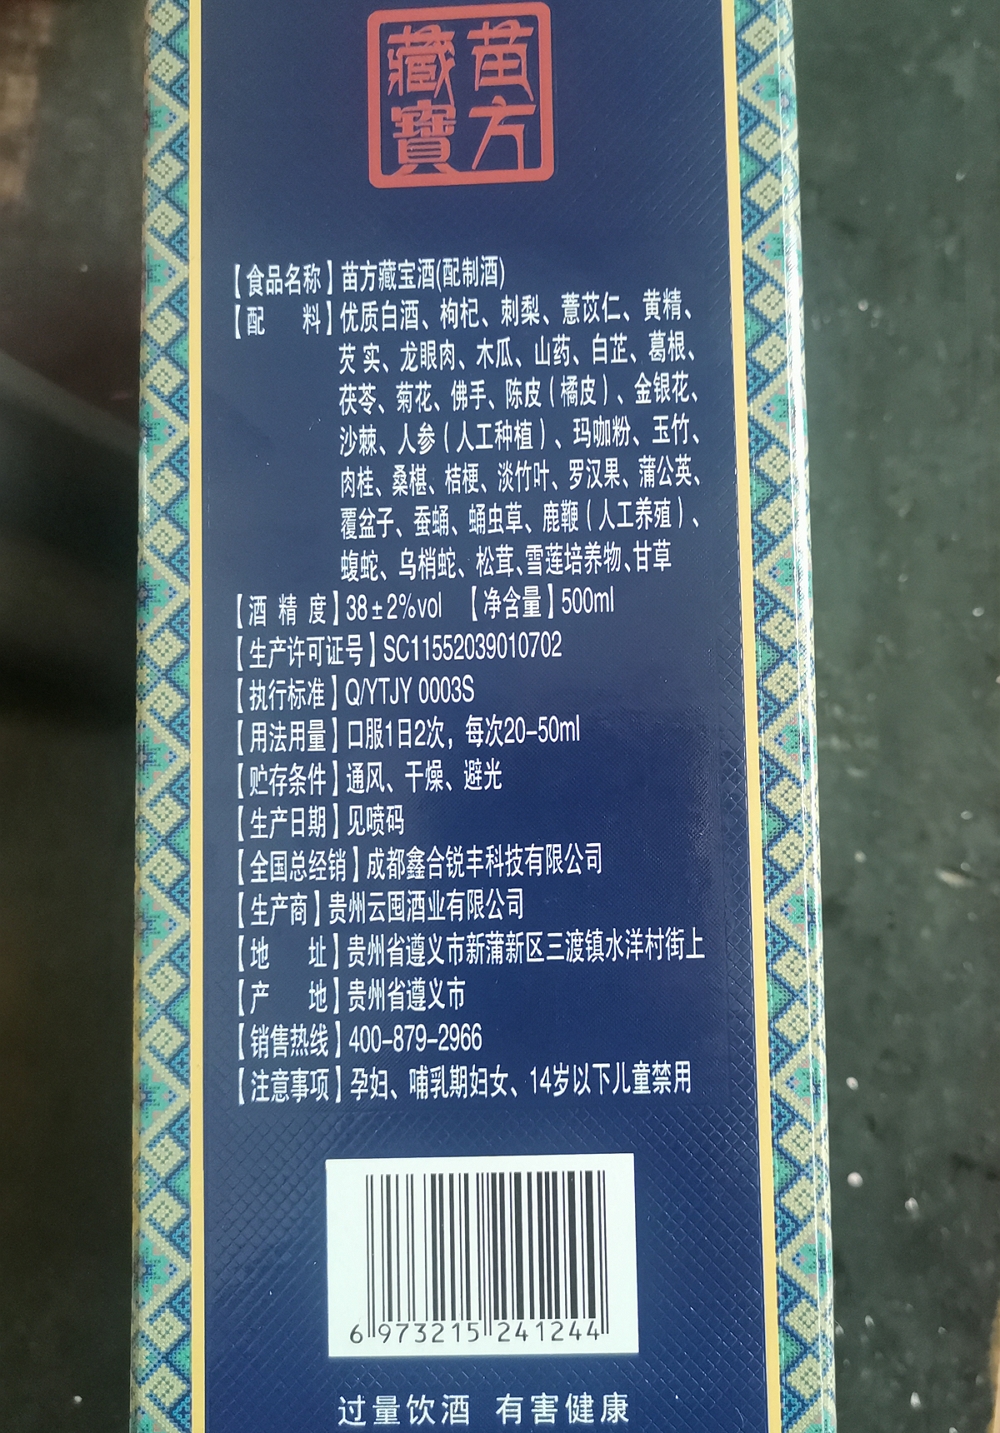 苗方
藏寶
【食品名称】苗方藏宝酒(配制酒)
【配 料】优质白酒、枸杞、刺梨、薏苡仁、黄精、
芡实、龙眼肉、木瓜、山药、白芷、葛根、
茯苓、菊花、佛手、陈皮(橘皮)、金银花、
沙棘、人参(人工种植)、玛咖粉、玉竹、
肉桂、桑椹、桔梗、淡竹叶、罗汉果、蒲公英、
覆盆子、蚕蛹、蛹虫草、鹿鞭(人工养殖)、
蝮蛇、乌梢蛇、松茸、雪莲培养物、甘草
【酒 精 度】38±2%vol 【净含量】500ml
【生产许可证号】SC11552039010702
【执行标准】Q/YTJY 0003S
【用法用量】口服1日2次，每次20-50ml
【贮存条件】通风、干燥、避光
【生产日期】见喷码
【全国总经销】成都鑫合锐丰科技有限公司
【生产商】贵州云囤酒业有限公司
【地 址】贵州省遵义市新蒲新区三渡镇水洋村街上
【产 地】贵州省遵义市
【销售热线】400-879-2966
【注意事项】孕妇、哺乳期妇女、14岁以下儿童禁用
6 973215 241244
过量饮酒 有害健康